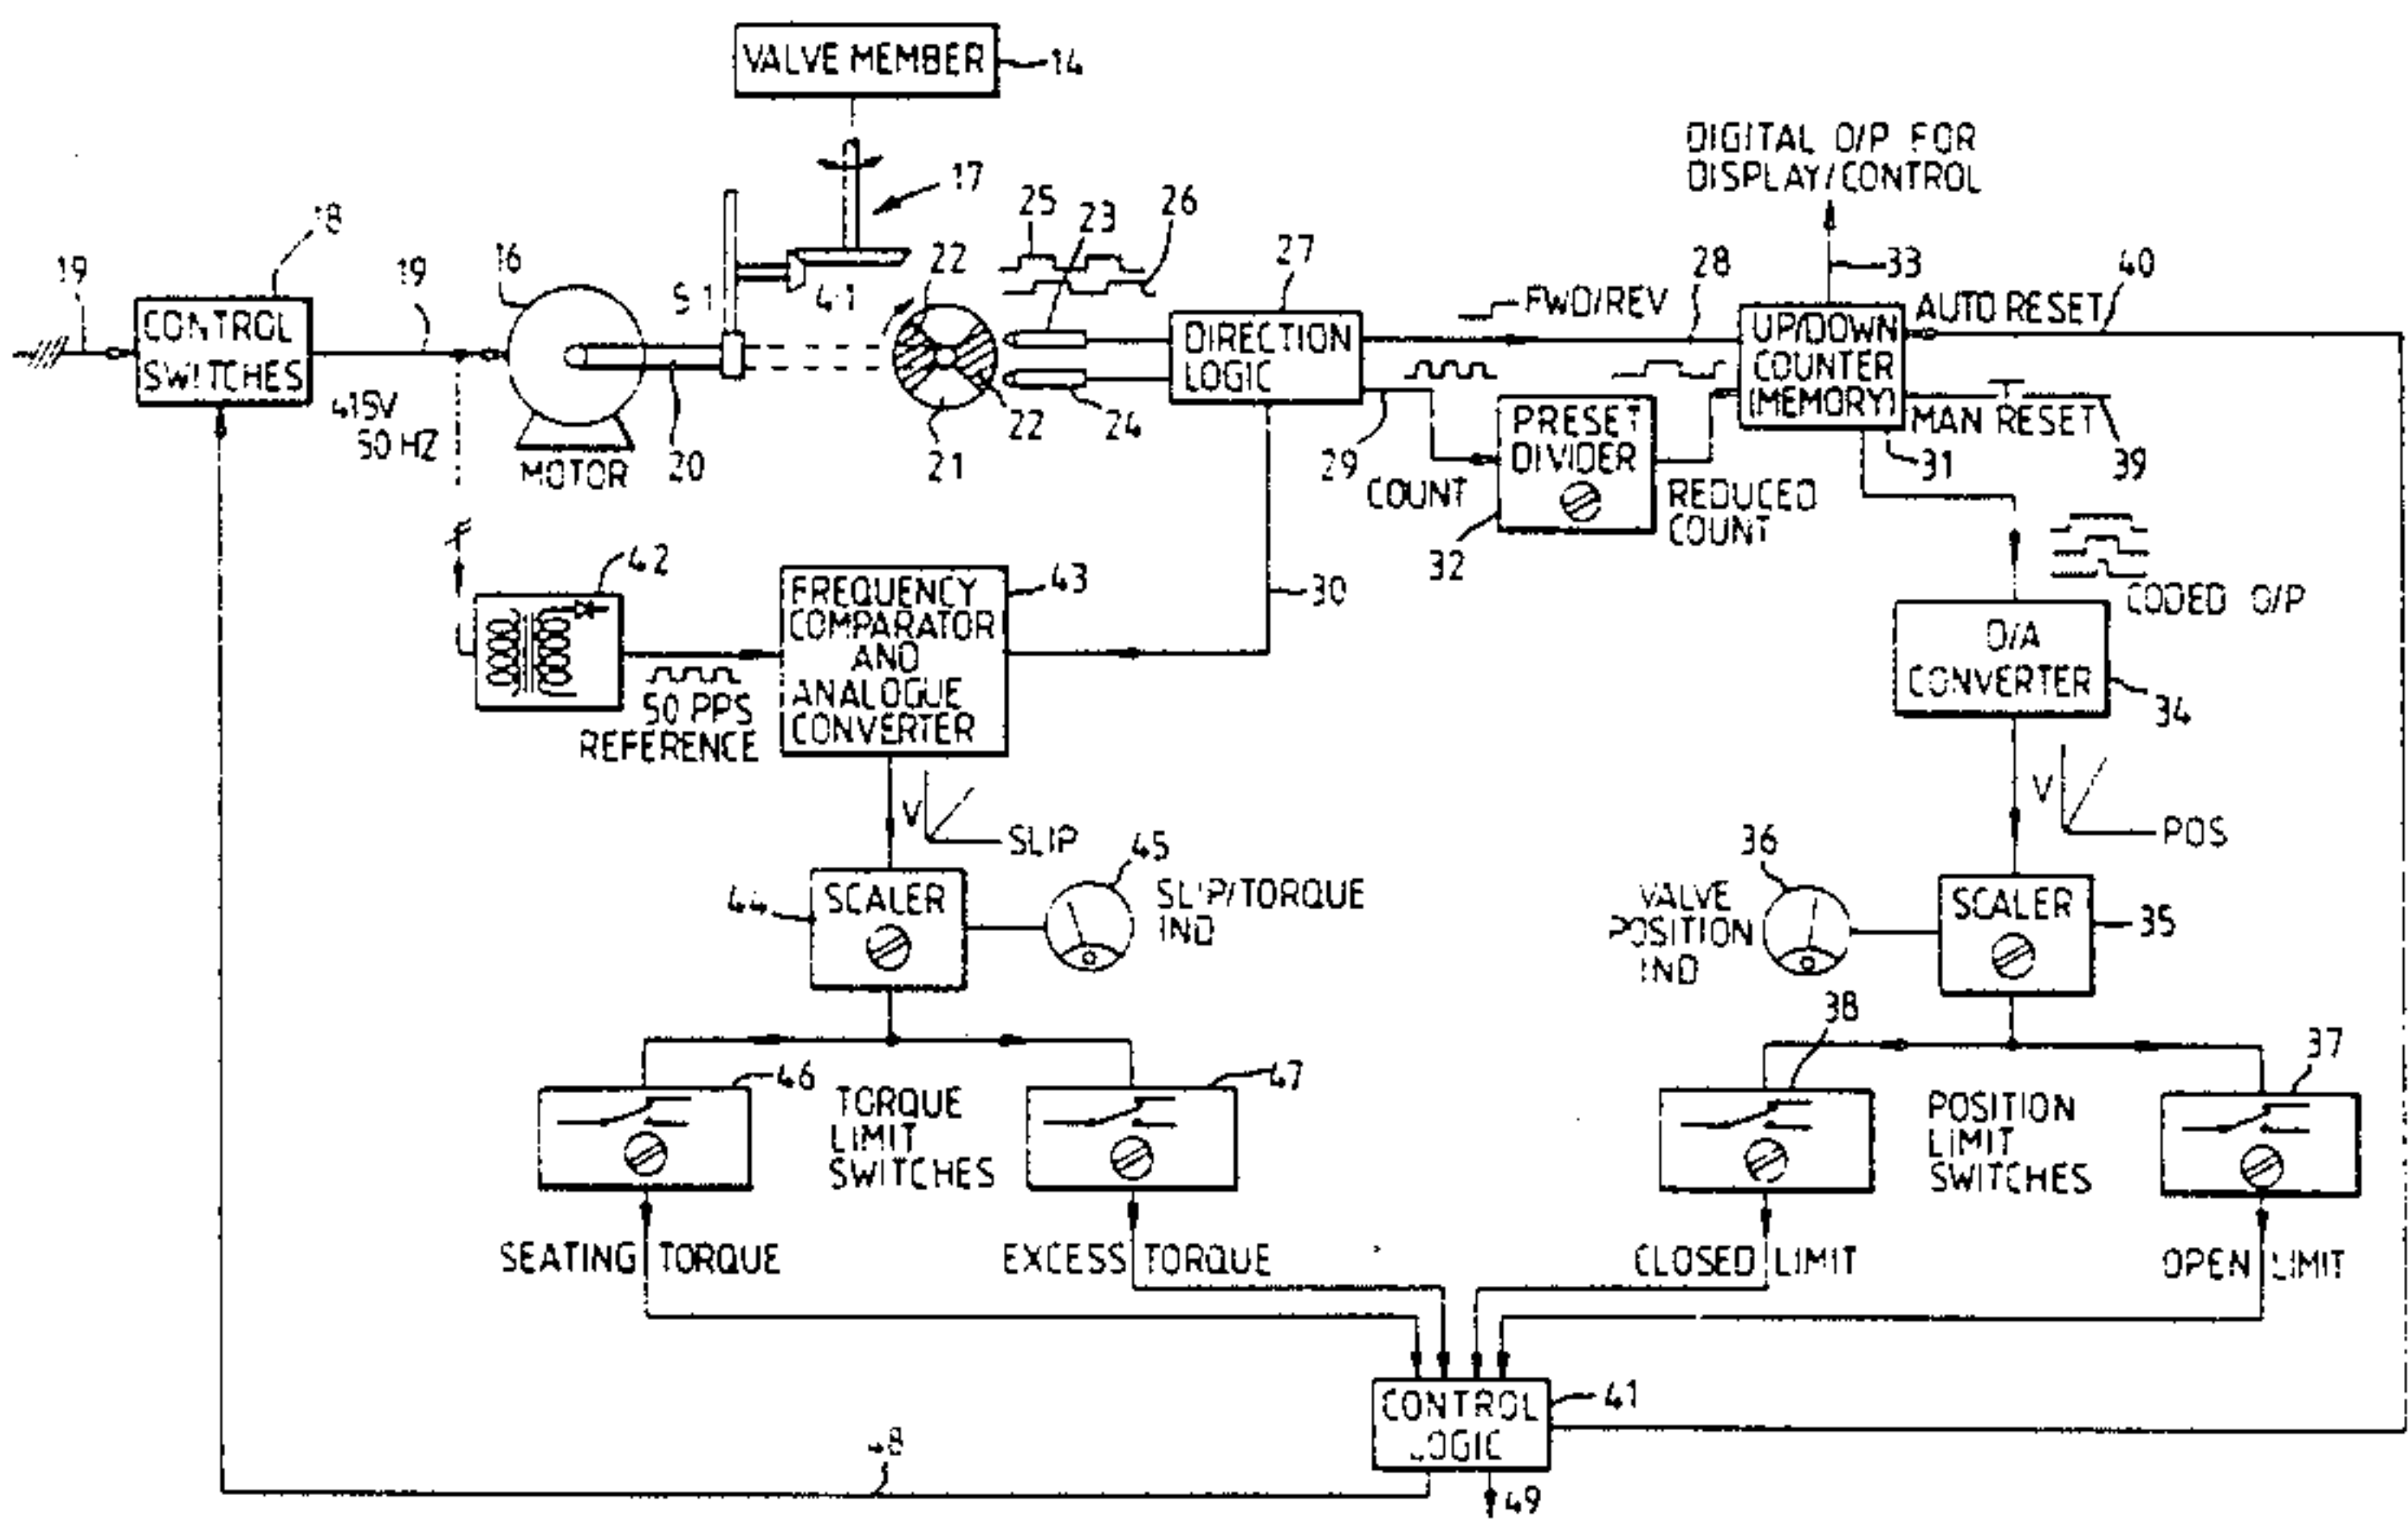 VALVE MEMBER
14
17
18
19
CONTROL
SWITCHES
19
415V
50 HZ
16
MOTOR
20
5:1
4:1
22
22
21
25
26
23
24
27
DIRECTION
LOGIC
FWD/REV
28
29
COUNT
30
PRESET
DIVIDER
32
REDUCED
COUNT
DIGITAL O/P FOR
DISPLAY/CONTROL
33
UP/DOWN
COUNTER
(MEMORY)
31
AUTO RESET
40
MAN RESET
39
CODED O/P
D/A
CONVERTER
34
V
POS
36
VALVE
POSITION
IND
SCALER
35
42
50 PPS
REFERENCE
FREQUENCY
COMPARATOR
AND
ANALOGUE
CONVERTER
43
V
SLIP
44
SCALER
45
SLIP/TORQUE
IND
46
TORQUE
LIMIT
SWITCHES
47
38
POSITION
LIMIT
SWITCHES
37
SEATING TORQUE
EXCESS TORQUE
CLOSED LIMIT
OPEN LIMIT
CONTROL
LOGIC
41
48
49